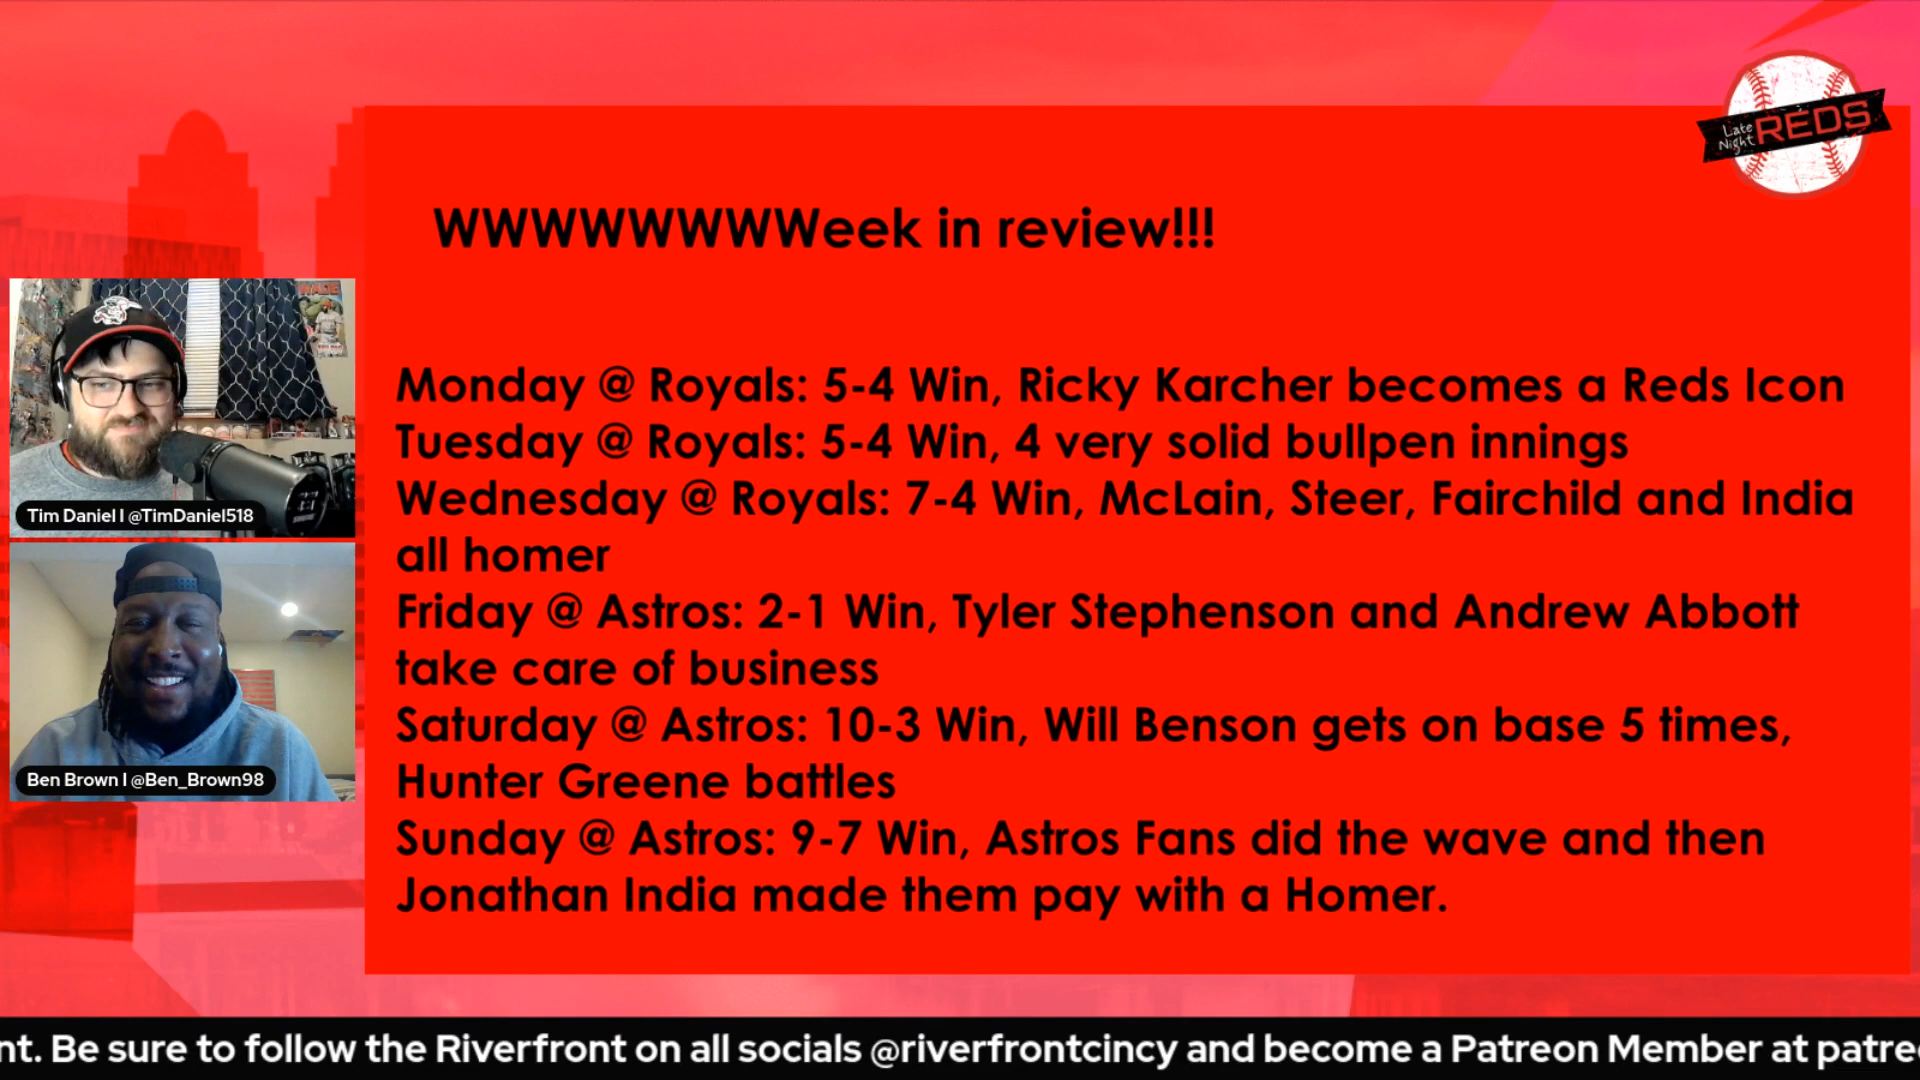 Late
Night
REDS
WWWWWWWWeek in review!!!
Monday @ Royals: 5-4 Win, Ricky Karcher becomes a Reds Icon
Tuesday @ Royals: 5-4 Win, 4 very solid bullpen innings
Wednesday @ Royals: 7-4 Win, McLain, Steer, Fairchild and India
all homer
Friday @ Astros: 2-1 Win, Tyler Stephenson and Andrew Abbott
take care of business
Saturday @ Astros: 10-3 Win, Will Benson gets on base 5 times,
Hunter Greene battles
Sunday @ Astros: 9-7 Win, Astros Fans did the wave and then
Jonathan India made them pay with a Homer.
Tim Daniel I @TimDaniel518
Ben Brown I @Ben_Brown98
nt. Be sure to follow the Riverfront on all socials @riverfrontcincy and become a Patreon Member at patre